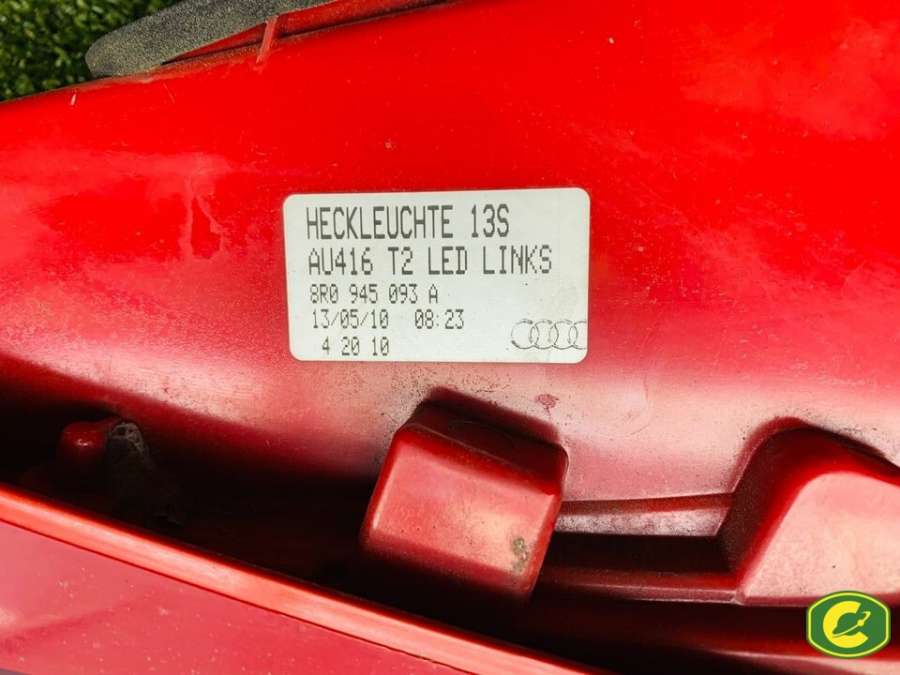 HECKLEUCHTE 13S
AU416 T2 LED LINKS
8R0 945 093 A
13/05/10 08:23
4 20 10